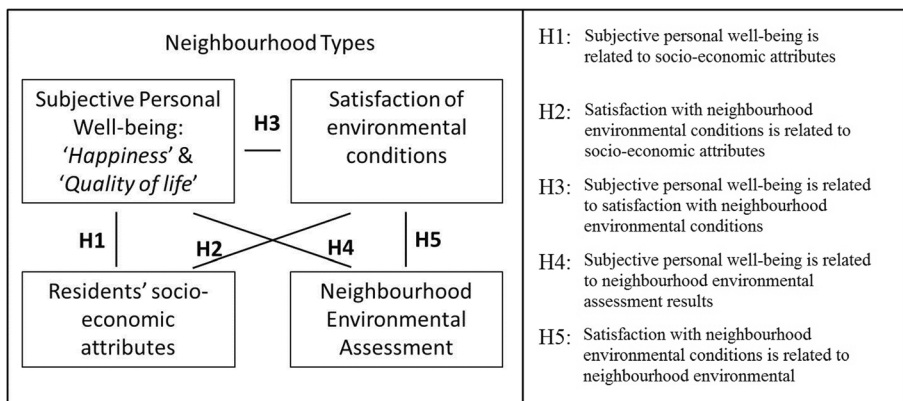 Neighbourhood Types
Subjective Personal
Well-being:
‘Happiness’ &
‘Quality of life’
H3
Satisfaction of
environmental
conditions
H1
H2
H4
H5
Residents’ socio-
economic
attributes
Neighbourhood
Environmental
Assessment
H1: Subjective personal well-being is
related to socio-economic attributes
H2: Satisfaction with neighbourhood
environmental conditions is related to
socio-economic attributes
H3: Subjective personal well-being is related
to satisfaction with neighbourhood
environmental conditions
H4: Subjective personal well-being is related
to neighbourhood environmental
assessment results
H5: Satisfaction with neighbourhood
environmental conditions is related to
neighbourhood environmental